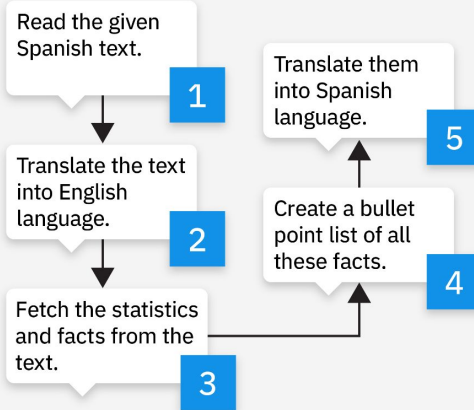 Read the given
Spanish text.
1
Translate the text
into English
language.
2
Fetch the statistics
and facts from the
text.
3
Create a bullet
point list of all
these facts.
4
Translate them
into Spanish
language.
5